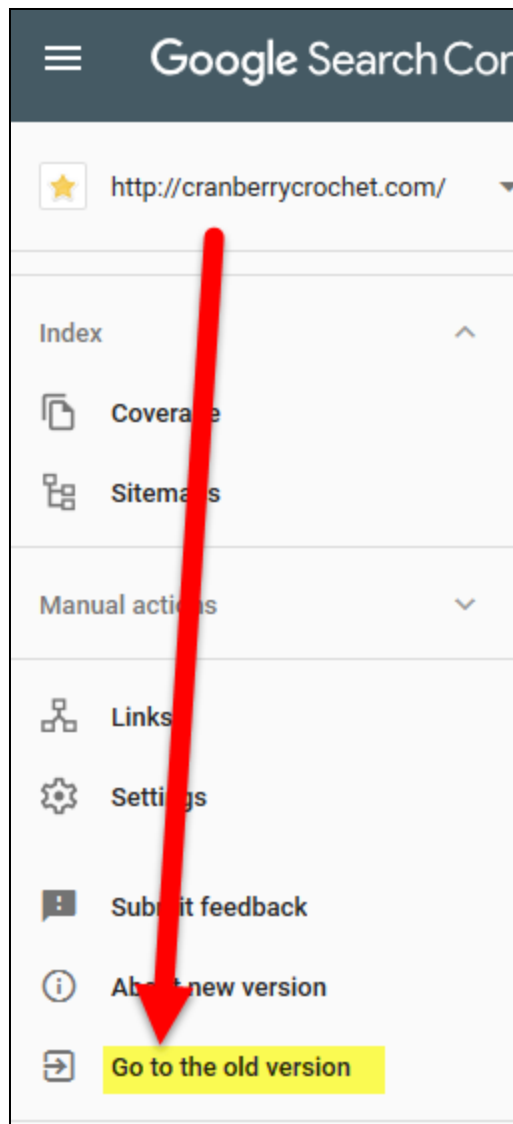 Google Search Con
http://cranberrycrochet.com/
Index
Coverage
Sitemaps
Manual actions
Links
Settings
Submit feedback
About new version
Go to the old version